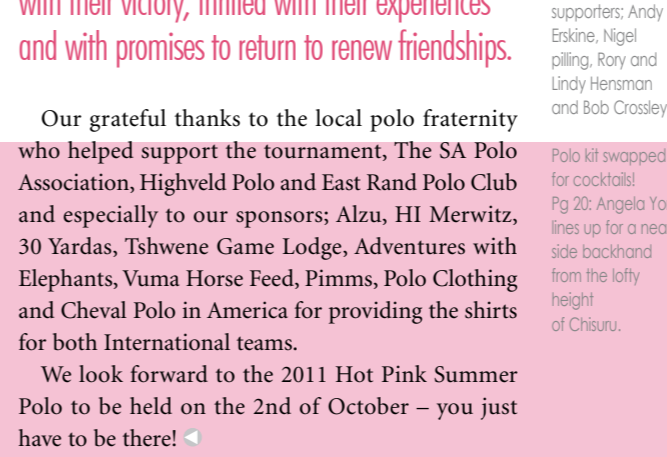 with their victory, thrilled with their experiences
and with promises to return to renew friendships.
Our grateful thanks to the local polo fraternity
who helped support the tournament, The SA Polo
Association, Highveld Polo and East Rand Polo Club
and especially to our sponsors; Alzu, HI Merwitz,
30 Yardas, Tshwene Game Lodge, Adventures with
Elephants, Vuma Horse Feed, Pimms, Polo Clothing
and Cheval Polo in America for providing the shirts
for both International teams.
We look forward to the 2011 Hot Pink Summer
Polo to be held on the 2nd of October – you just
have to be there!
supporters; Andy
Erskine, Nigel
pilling, Rory and
Lindy Hensman
and Bob Crossley
Polo kit swapped
for cocktails!
Pg 20: Angela
lines up for a
side backhand
from the lofty
height
of Chisuru.